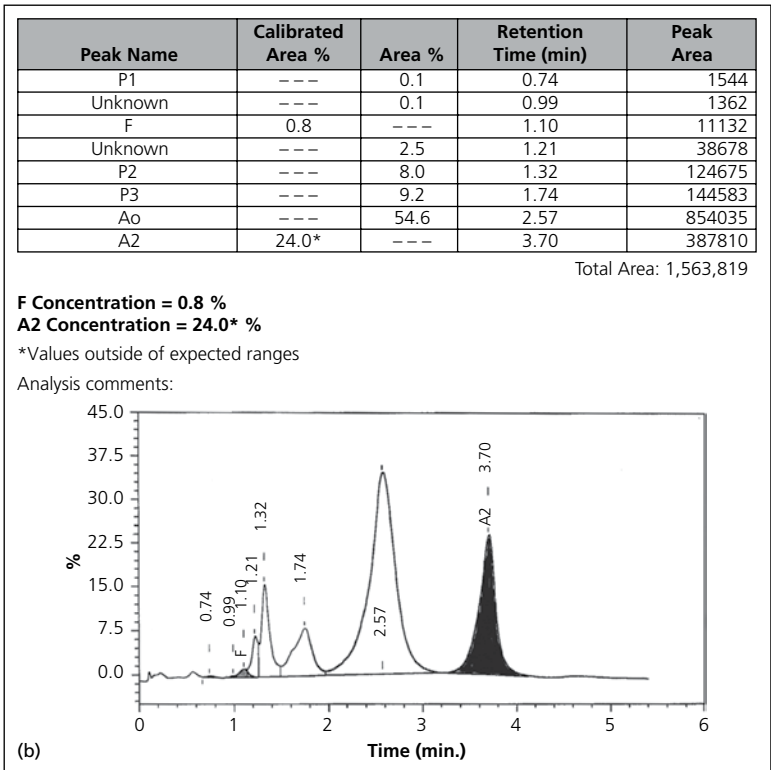 Peak Name Calibrated Area % Area % Retention Time (min) Peak Area
P1 – – – 0.1 0.74 1544
Unknown – – – 0.1 0.99 1362
F 0.8 – – – 1.10 11132
Unknown – – – 2.5 1.21 38678
P2 – – – 8.0 1.32 124675
P3 – – – 9.2 1.74 144583
Ao – – – 54.6 2.57 854035
A2 24.0* – – – 3.70 387810
Total Area: 1,563,819
F Concentration = 0.8 %
A2 Concentration = 24.0* %
*Values outside of expected ranges
Analysis comments:
45.0
37.5
30.0
22.5
15.0
7.5
0.0
%
0.74
0.99
F 1.10
1.21
1.32
1.74
2.57
A2 3.70
0 1 2 3 4 5 6
Time (min.)
(b)